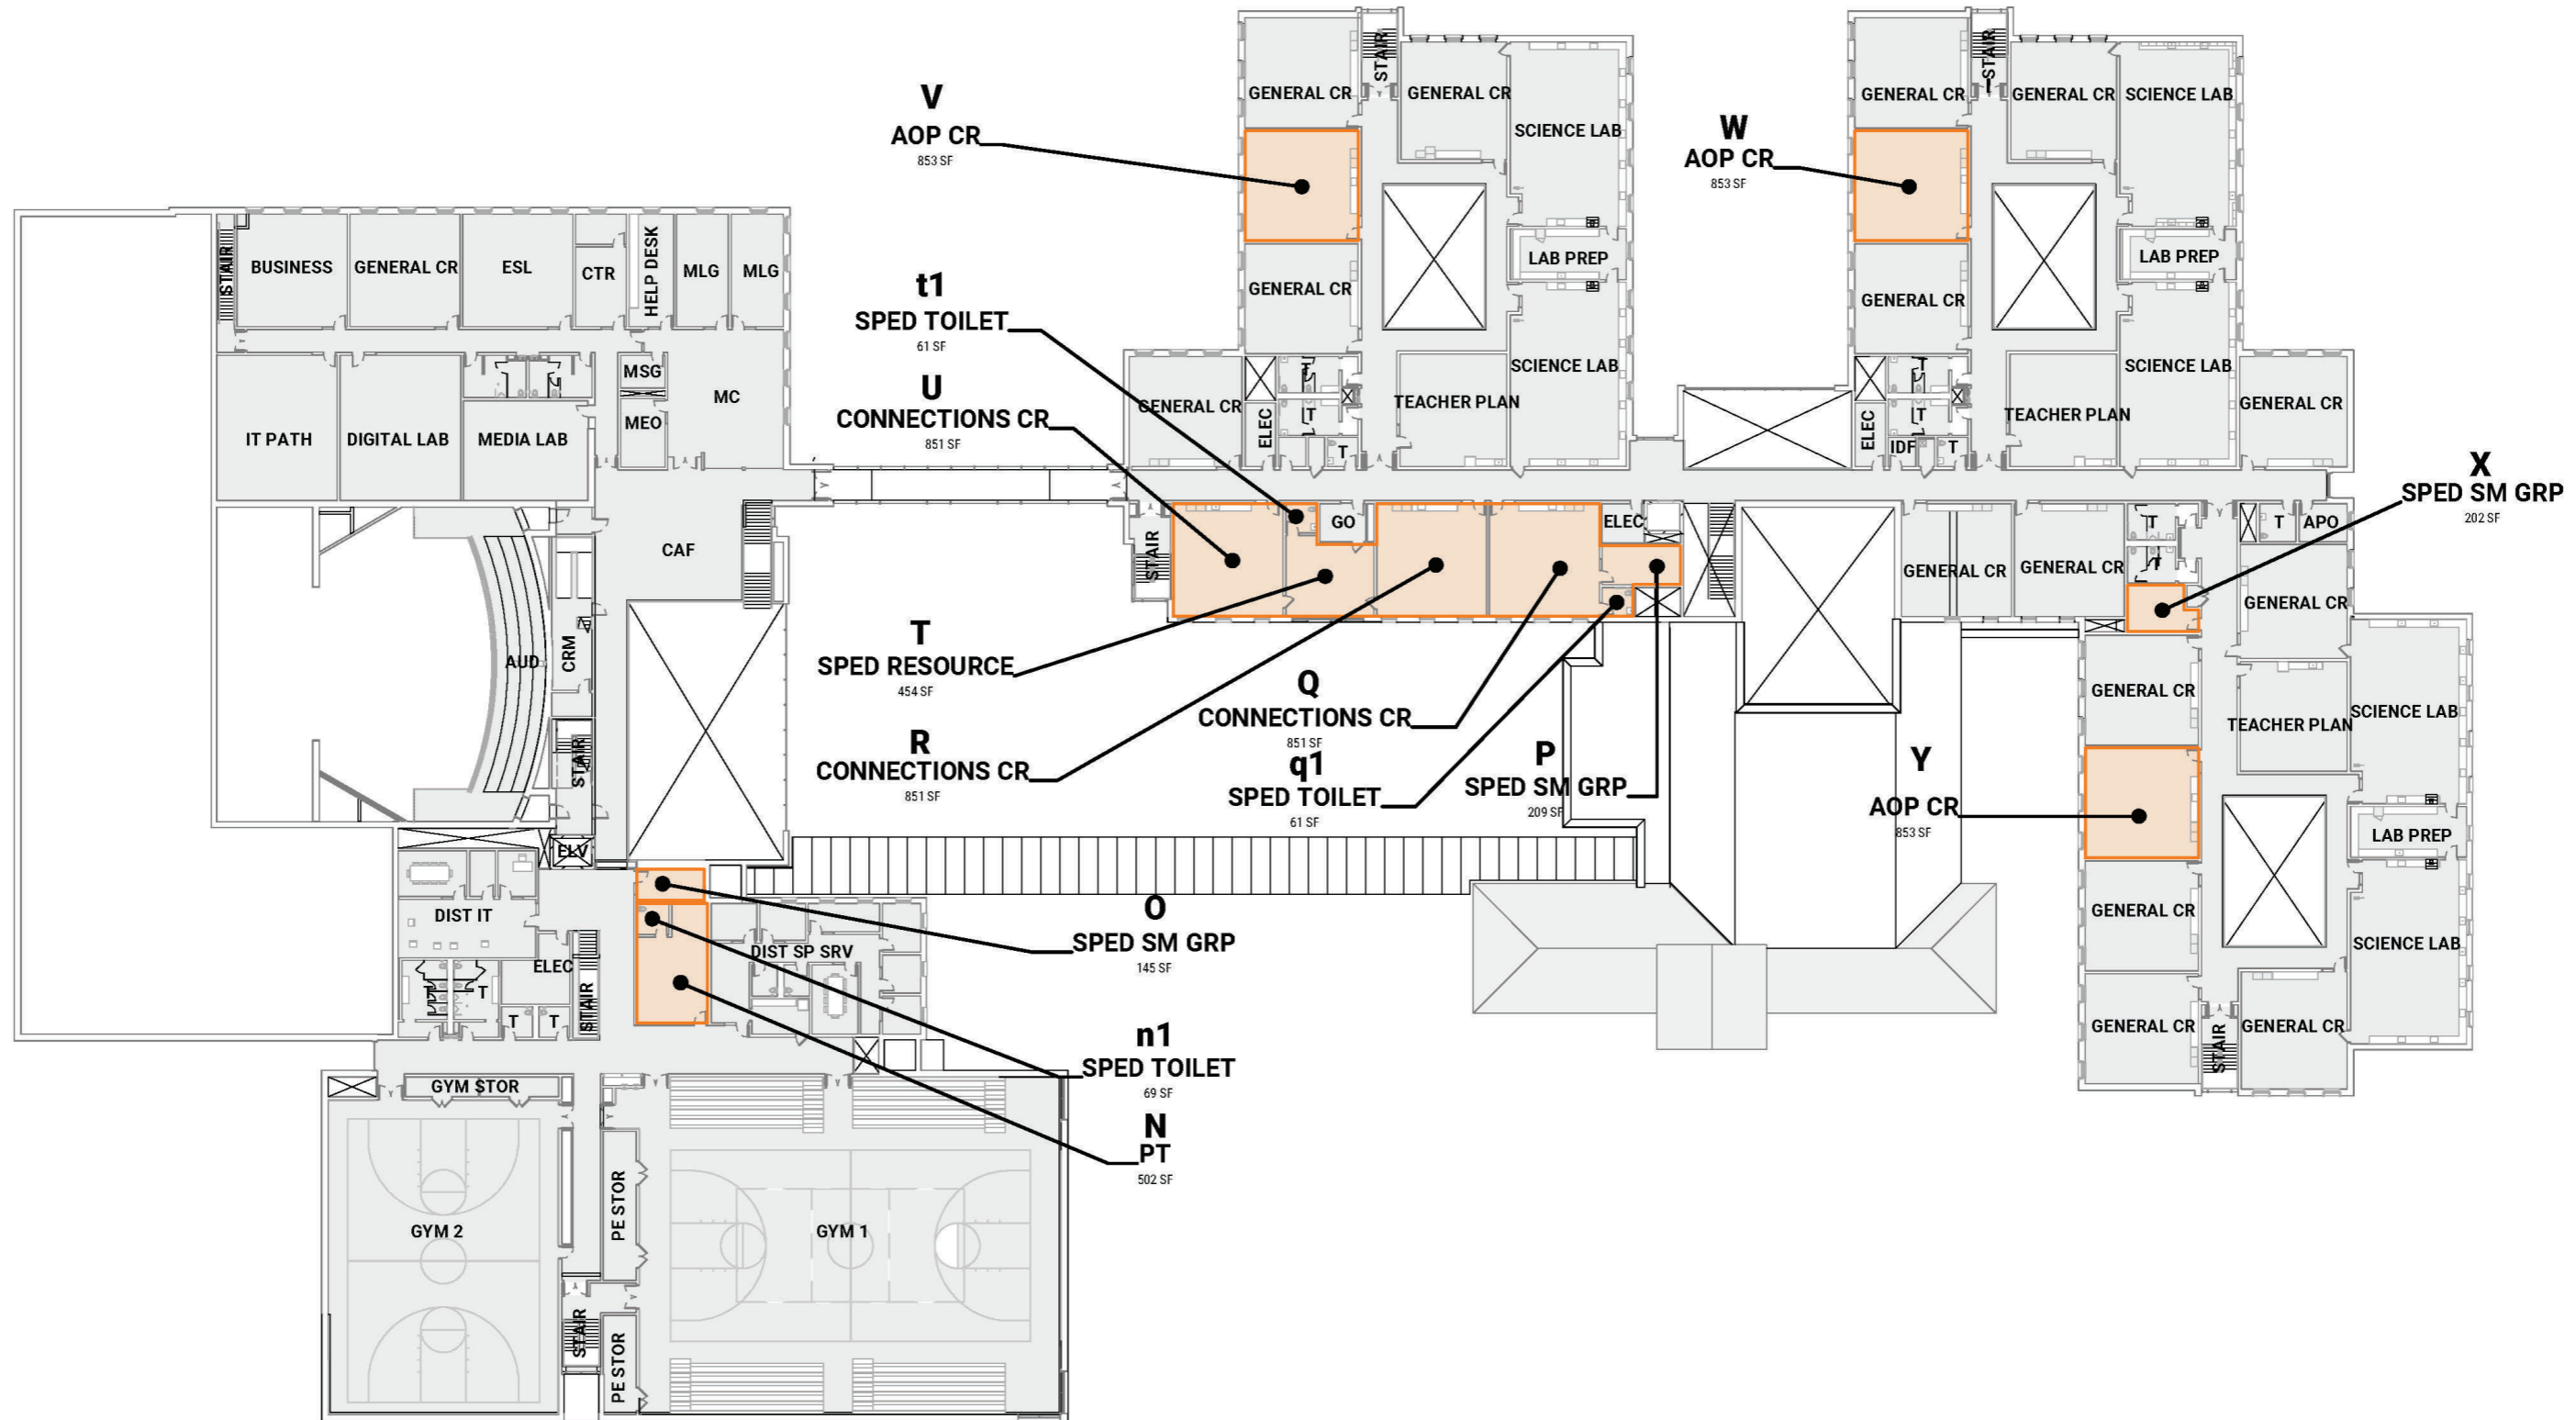 V
AOP CR
853 SF
GENERAL CR
STAIR
GENERAL CR
SCIENCE LAB
GENERAL CR
LAB PREP
SCIENCE LAB
T
T
T
ELEC
GENERAL CR
TEACHER PLAN
W
AOP CR
853 SF
GENERAL CR
STAIR
GENERAL CR
SCIENCE LAB
GENERAL CR
LAB PREP
SCIENCE LAB
T
T
T
ELEC
IDF
TEACHER PLAN
GENERAL CR
STAIR
BUSINESS
GENERAL CR
ESL
CTR
HELP DESK
MLG
MLG
MSG
MEO
MC
IT PATH
DIGITAL LAB
MEDIA LAB
CAF
AUD
CRM
STAIR
ELV
t1
SPED TOILET
61 SF
U
CONNECTIONS CR
851 SF
STAIR
GO
ELEC
T
SPED RESOURCE
454 SF
R
CONNECTIONS CR
851 SF
Q
CONNECTIONS CR
851 SF
q1
SPED TOILET
61 SF
P
SPED SM GRP
209 SF
X
SPED SM GRP
202 SF
GENERAL CR
GENERAL CR
T
T
T
APO
GENERAL CR
GENERAL CR
TEACHER PLAN
SCIENCE LAB
Y
AOP CR
853 SF
LAB PREP
GENERAL CR
SCIENCE LAB
GENERAL CR
STAIR
GENERAL CR
DIST IT
ELEC
STAIR
T
T
T
T
DIST SP SRV
O
SPED SM GRP
145 SF
n1
SPED TOILET
69 SF
N
PT
502 SF
GYM STOR
GYM 2
PE STOR
GYM 1
STAIR
PE STOR